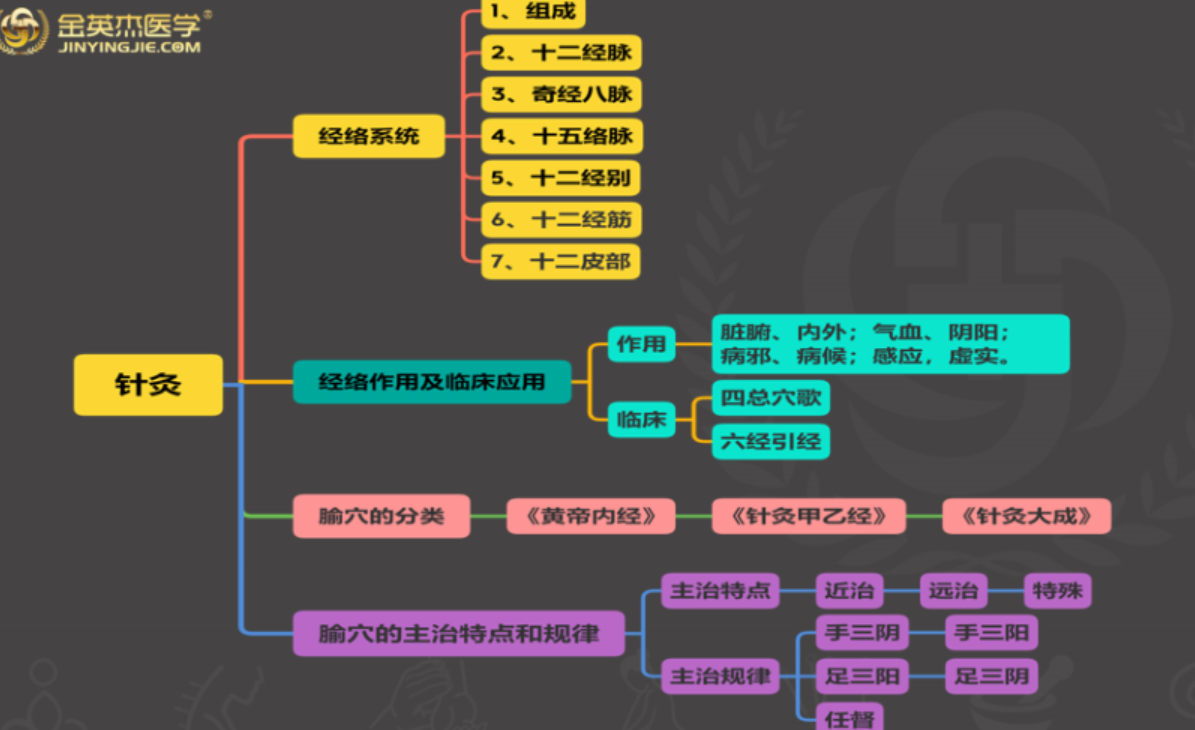 金英杰医学®
JINYINGJIE.COM
针灸
经络系统
1、组成
2、十二经脉
3、奇经八脉
4、十五络脉
5、十二经别
6、十二经筋
7、十二皮部
经络作用及临床应用
作用
脏腑、内外；气血、阴阳；
病邪、病候；感应，虚实。
临床
四总穴歌
六经引经
腧穴的分类
《黄帝内经》
《针灸甲乙经》
《针灸大成》
腧穴的主治特点和规律
主治特点
近治
远治
特殊
主治规律
手三阴
手三阳
足三阳
足三阴
任督